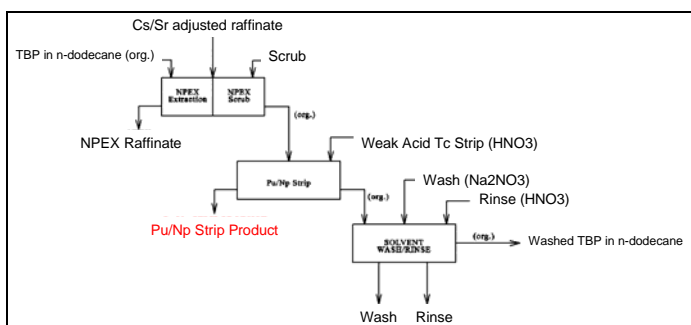 Cs/Sr adjusted raffinate
TBP in n-dodecane (org.)
Scrub
NPEX
Extraction
NPEX
Scrub
(org.)
NPEX Raffinate
Weak Acid Tc Strip (HNO3)
Pu/Np Strip
Wash (Na2NO3)
(org.)
Rinse (HNO3)
Pu/Np Strip Product
SOLVENT
WASH/RINSE
(org.)
Washed TBP in n-dodecane
Wash
Rinse